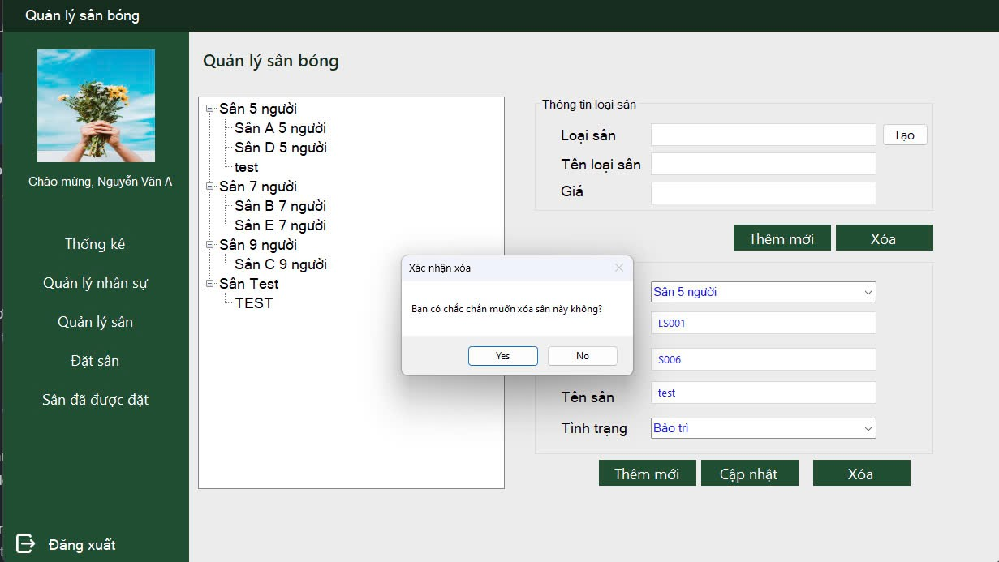 Quản lý sân bóng
Chào mừng, Nguyễn Văn A
Thống kê
Quản lý nhân sự
Quản lý sân
Đặt sân
Sân đã được đặt
Đăng xuất
Quản lý sân bóng
Sân 5 người
Sân A 5 người
Sân D 5 người
test
Sân 7 người
Sân B 7 người
Sân E 7 người
Sân 9 người
Sân C 9 người
Sân Test
TEST
Thông tin loại sân
Loại sân
Tạo
Tên loại sân
Giá
Thêm mới
Xóa
Xác nhận xóa
Bạn có chắc chắn muốn xóa sân này không?
Yes
No
Sân 5 người
LS001
S006
Tên sân
test
Tình trạng
Bảo trì
Thêm mới
Cập nhật
Xóa